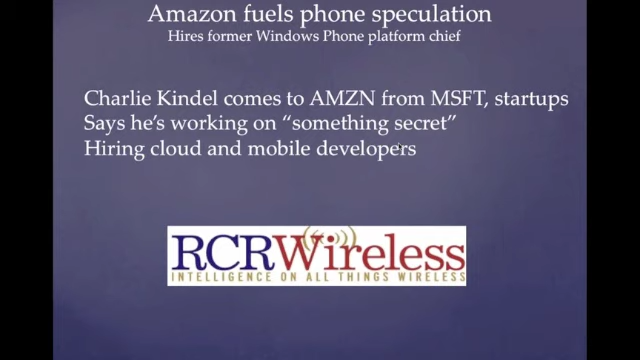 Amazon fuels phone speculation
Hires former Windows Phone platform chief
Charlie Kindel comes to AMZN from MSFT, startups
Says he's working on “something secret”
Hiring cloud and mobile developers
RCRWireless
INTELLIGENCE ON ALL THINGS WIRELESS